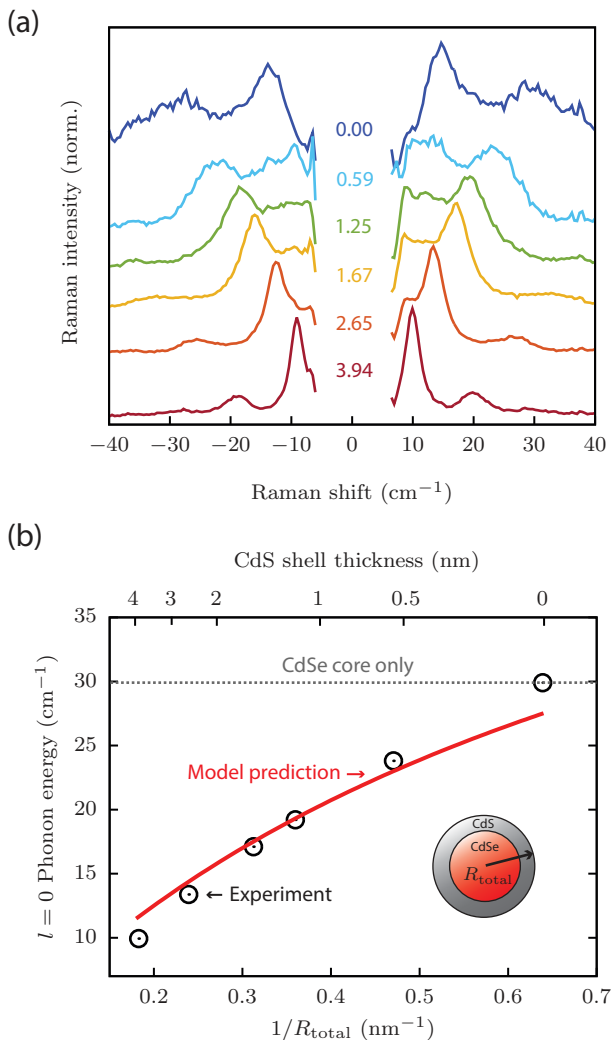 (a)
Raman intensity (norm.)
0.00
0.59
1.25
1.67
2.65
3.94
−40 −30 −20 −10 0 10 20 30 40
Raman shift (cm⁻¹)
(b)
CdS shell thickness (nm)
4 3 2 1 0.5 0
35
30
25
20
15
10
l = 0 Phonon energy (cm⁻¹)
CdSe core only
Model prediction →
← Experiment
CdS
CdSe
R_total
0.2 0.3 0.4 0.5 0.6 0.7
1/R_total (nm⁻¹)